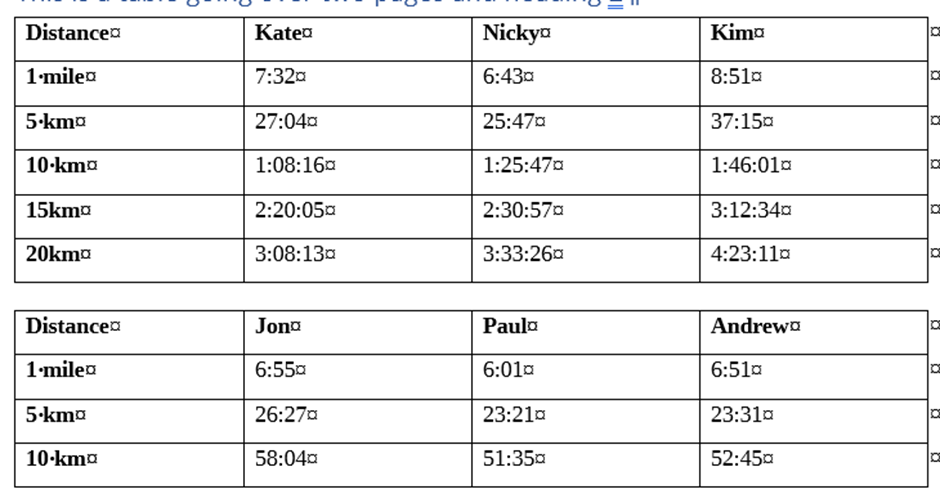 This is a table going over two pages and heading
Distance¤ Kate¤ Nicky¤ Kim¤ ¤
1·mile¤ 7:32¤ 6:43¤ 8:51¤ ¤
5·km¤ 27:04¤ 25:47¤ 37:15¤ ¤
10·km¤ 1:08:16¤ 1:25:47¤ 1:46:01¤ ¤
15km¤ 2:20:05¤ 2:30:57¤ 3:12:34¤ ¤
20km¤ 3:08:13¤ 3:33:26¤ 4:23:11¤ ¤
Distance¤ Jon¤ Paul¤ Andrew¤ ¤
1·mile¤ 6:55¤ 6:01¤ 6:51¤ ¤
5·km¤ 26:27¤ 23:21¤ 23:31¤ ¤
10·km¤ 58:04¤ 51:35¤ 52:45¤ ¤